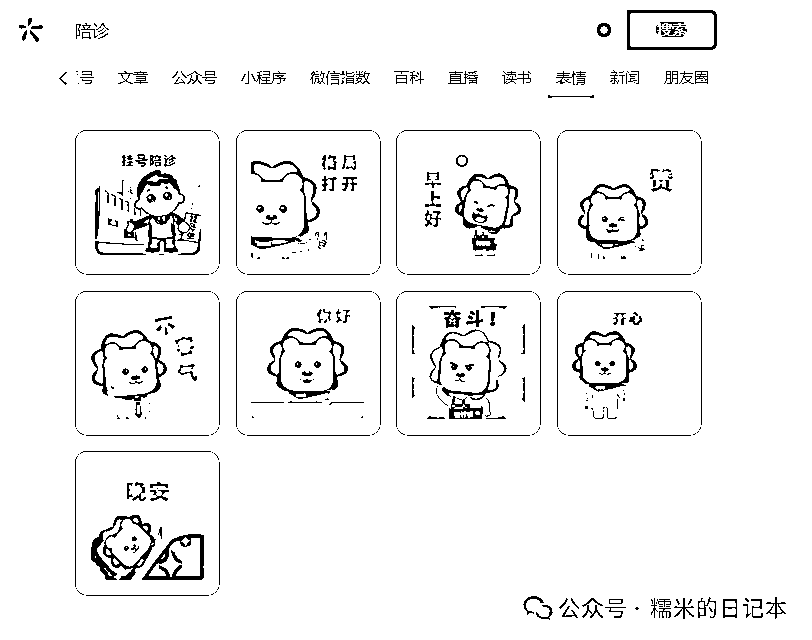 陪诊
搜索
号 文章 公众号 小程序 微信指数 百科 直播 读书 表情 新闻 朋友圈
挂号陪诊
打开
早上好
赞
不客气
你好
奋斗！
开心
晚安
公众号 · 糯米的日记本